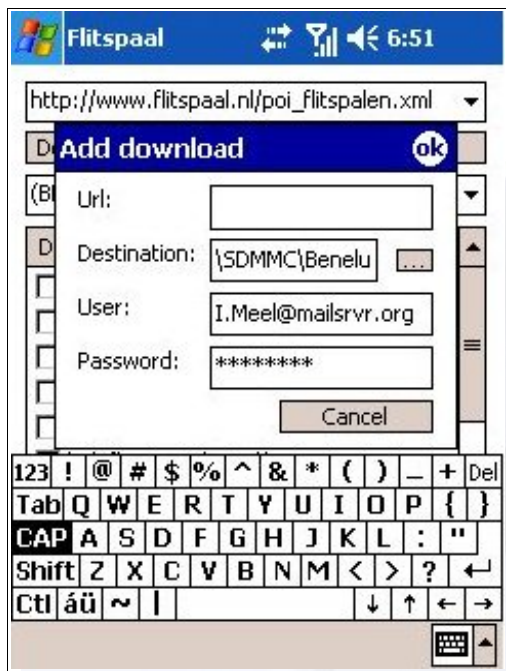 Flitspaal 6:51
http://www.flitspaal.nl/poi_flitspalen.xml
Add download ok
(Bl
Url:
D
Destination: \SDMMC\Benelu ...
User: I.Meel@mailsrvr.org
Password: ********
Cancel
123 ! @ # $ % ^ & * ( ) _ + Del
Tab Q W E R T Y U I O P { }
CAP A S D F G H J K L : "
Shift Z X C V B N M < > ? ↵
Ctl áü ~ | ↓ ↑ ← →